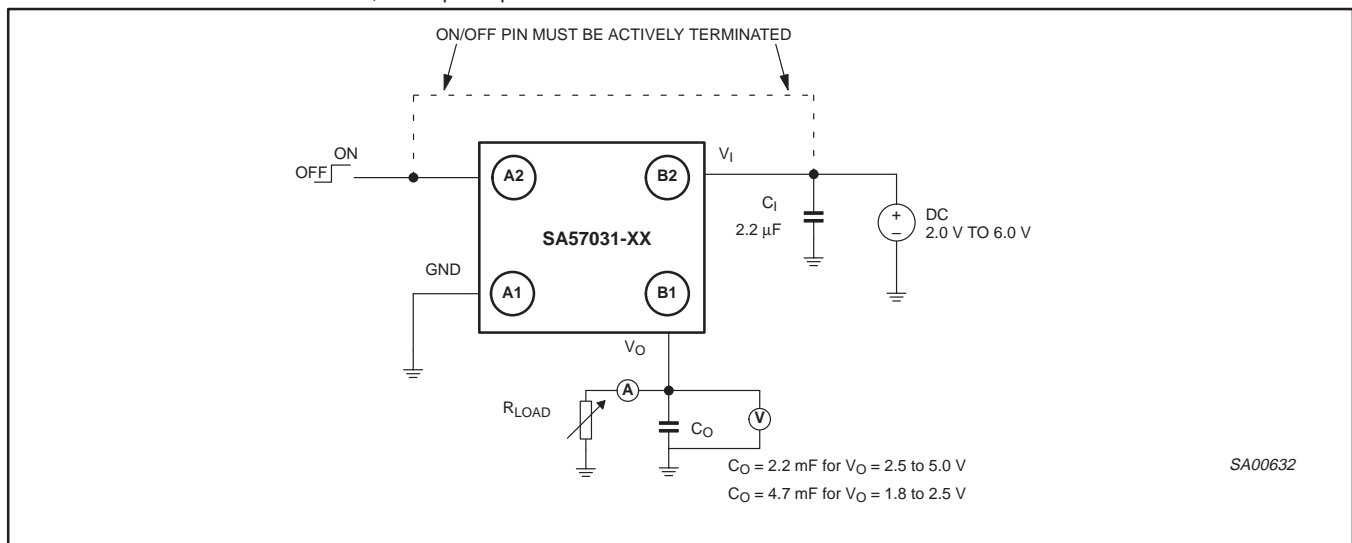 ON/OFF PIN MUST BE ACTIVELY TERMINATED
ON
OFF
A2
B2
VI
CI
2.2 μF
+
–
DC
2.0 V TO 6.0 V
SA57031-XX
GND
A1
B1
VO
RLOAD
A
CO
V
CO = 2.2 mF for VO = 2.5 to 5.0 V
CO = 4.7 mF for VO = 1.8 to 2.5 V
SA00632